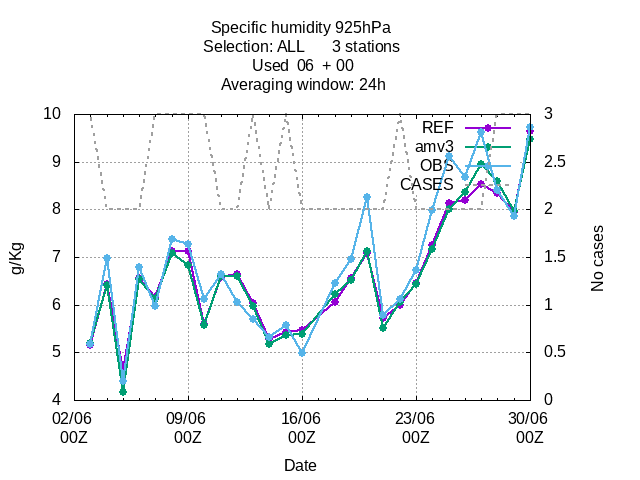 Specific humidity 925hPa
Selection: ALL 3 stations
Used 06 + 00
Averaging window: 24h
10 3
REF
amv3
9 2.5
OBS
CASES
8 2
7 1.5
g/Kg
No cases
6 1
5 0.5
4 0
02/06 09/06 16/06 23/06 30/06
00Z 00Z 00Z 00Z 00Z
Date